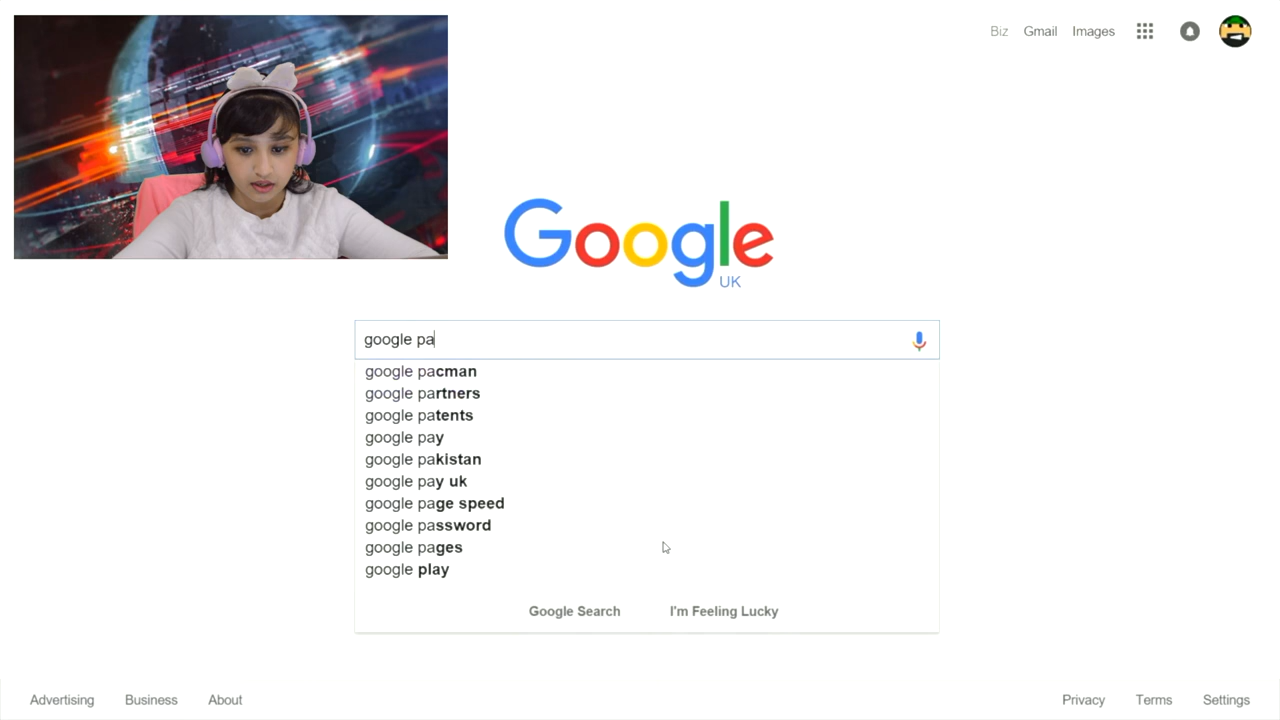 Biz Gmail Images
Google
UK
google pa
google pacman
google partners
google patents
google pay
google pakistan
google pay uk
google page speed
google password
google pages
google play
Google Search I'm Feeling Lucky
Advertising Business About Privacy Terms Settings